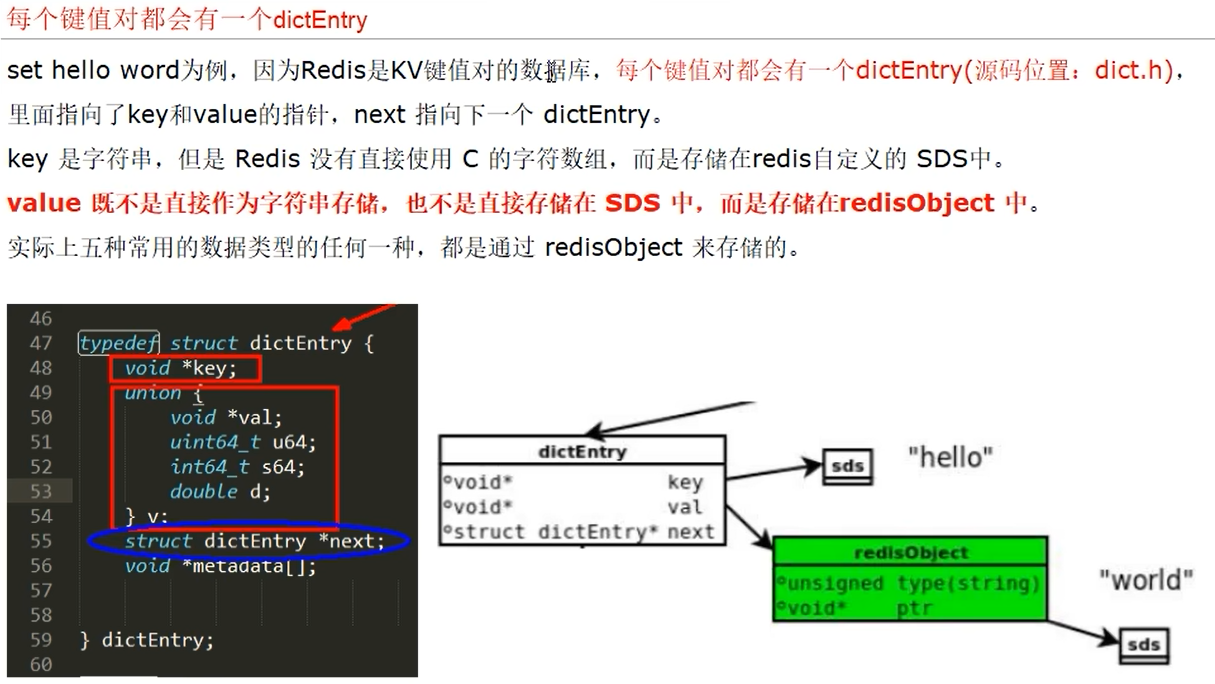 每个键值对都会有一个dictEntry
set hello word为例，因为Redis是KV键值对的数据库，每个键值对都会有一个dictEntry(源码位置：dict.h)，
里面指向了key和value的指针，next 指向下一个 dictEntry。
key 是字符串，但是 Redis 没有直接使用 C 的字符数组，而是存储在redis自定义的 SDS中。
value 既不是直接作为字符串存储，也不是直接存储在 SDS 中，而是存储在redisObject 中。
实际上五种常用的数据类型的任何一种，都是通过 redisObject 来存储的。
46
47 typedef struct dictEntry {
48 void *key;
49 union {
50 void *val;
51 uint64_t u64;
52 int64_t s64;
53 double d;
54 } v;
55 struct dictEntry *next;
56 void *metadata[];
57
58
59 } dictEntry;
60
dictEntry
void* key
void* val
struct dictEntry* next
sds "hello"
redisObject
unsigned type(string)
void* ptr
"world"
sds